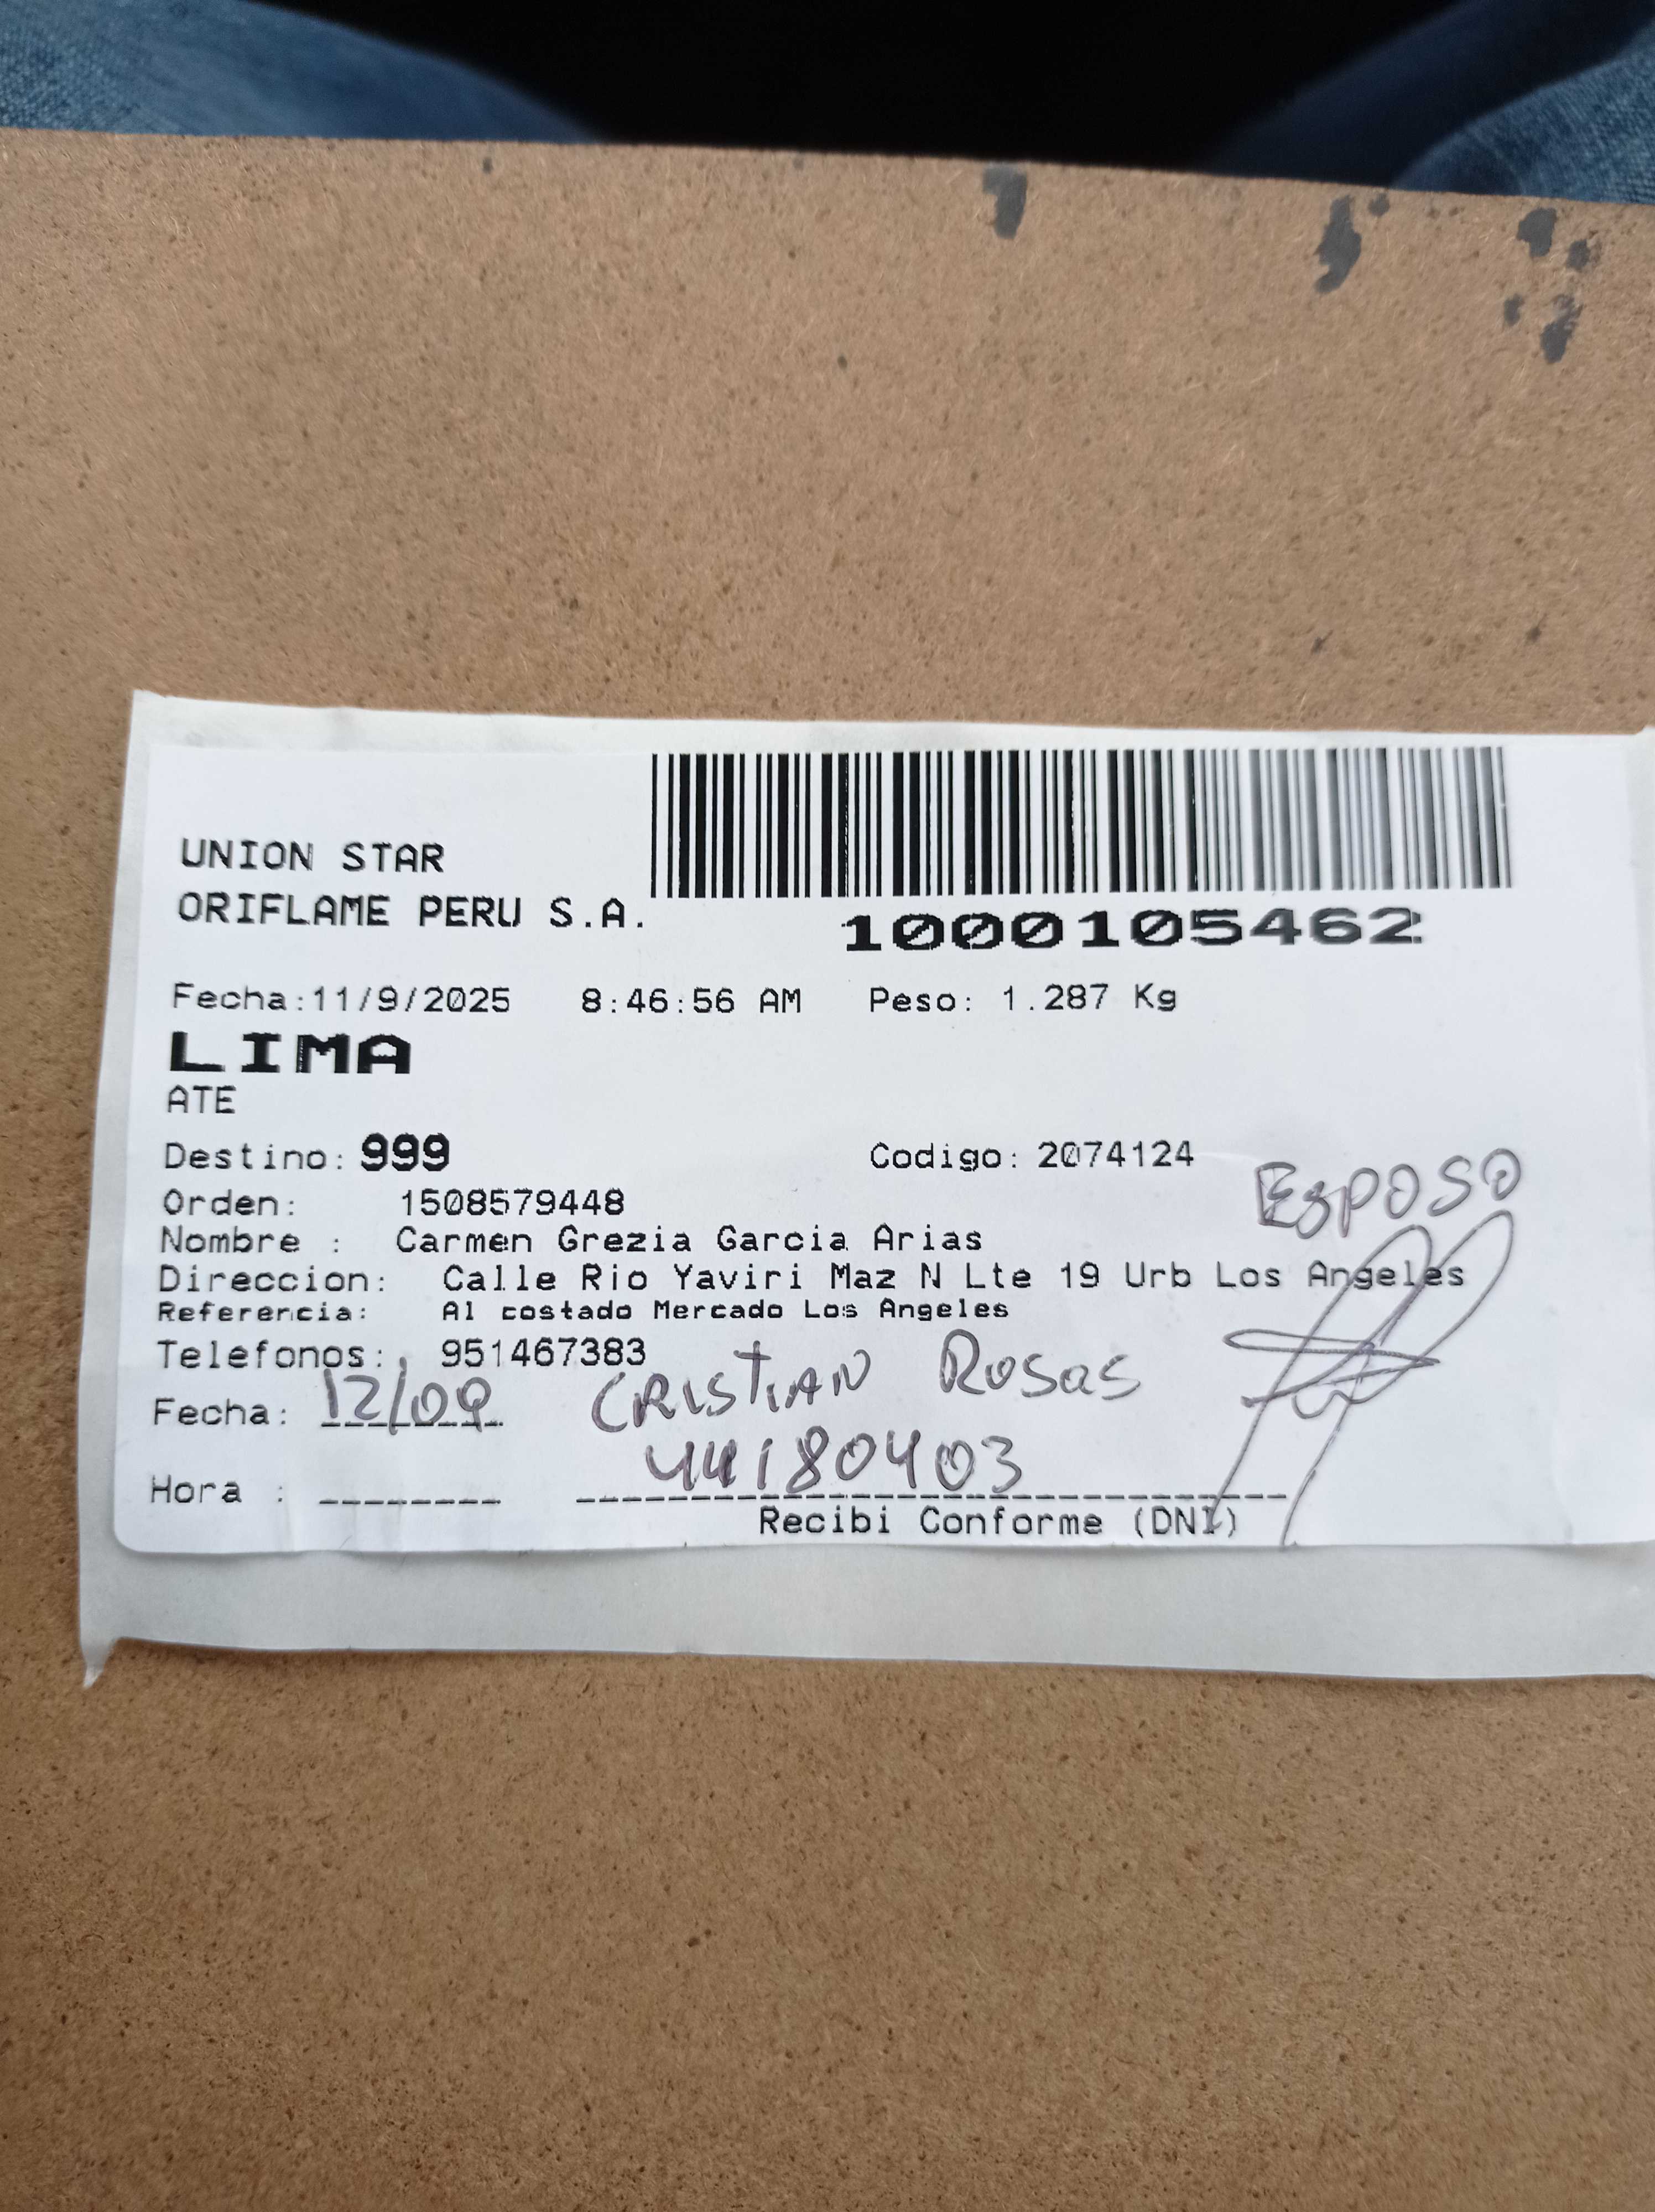 UNION STAR
ORIFLAME PERU S.A.
1000105462
Fecha:11/9/2025 8:46:56 AM Peso: 1.287 Kg
LIMA
ATE
Destino: 999 Codigo: 2074124
ESPOSO
Orden: 1508579448
Nombre : Carmen Grezia Garcia Arias
Direccion: Calle Rio Yaviri Maz N Lte 19 Urb Los Angeles
Referencia: Al costado Mercado Los Angeles
Telefonos: 951467383
Fecha: 12/09 CRISTIAN ROSAS
44180403
Hora :
Recibi Conforme (DNI)